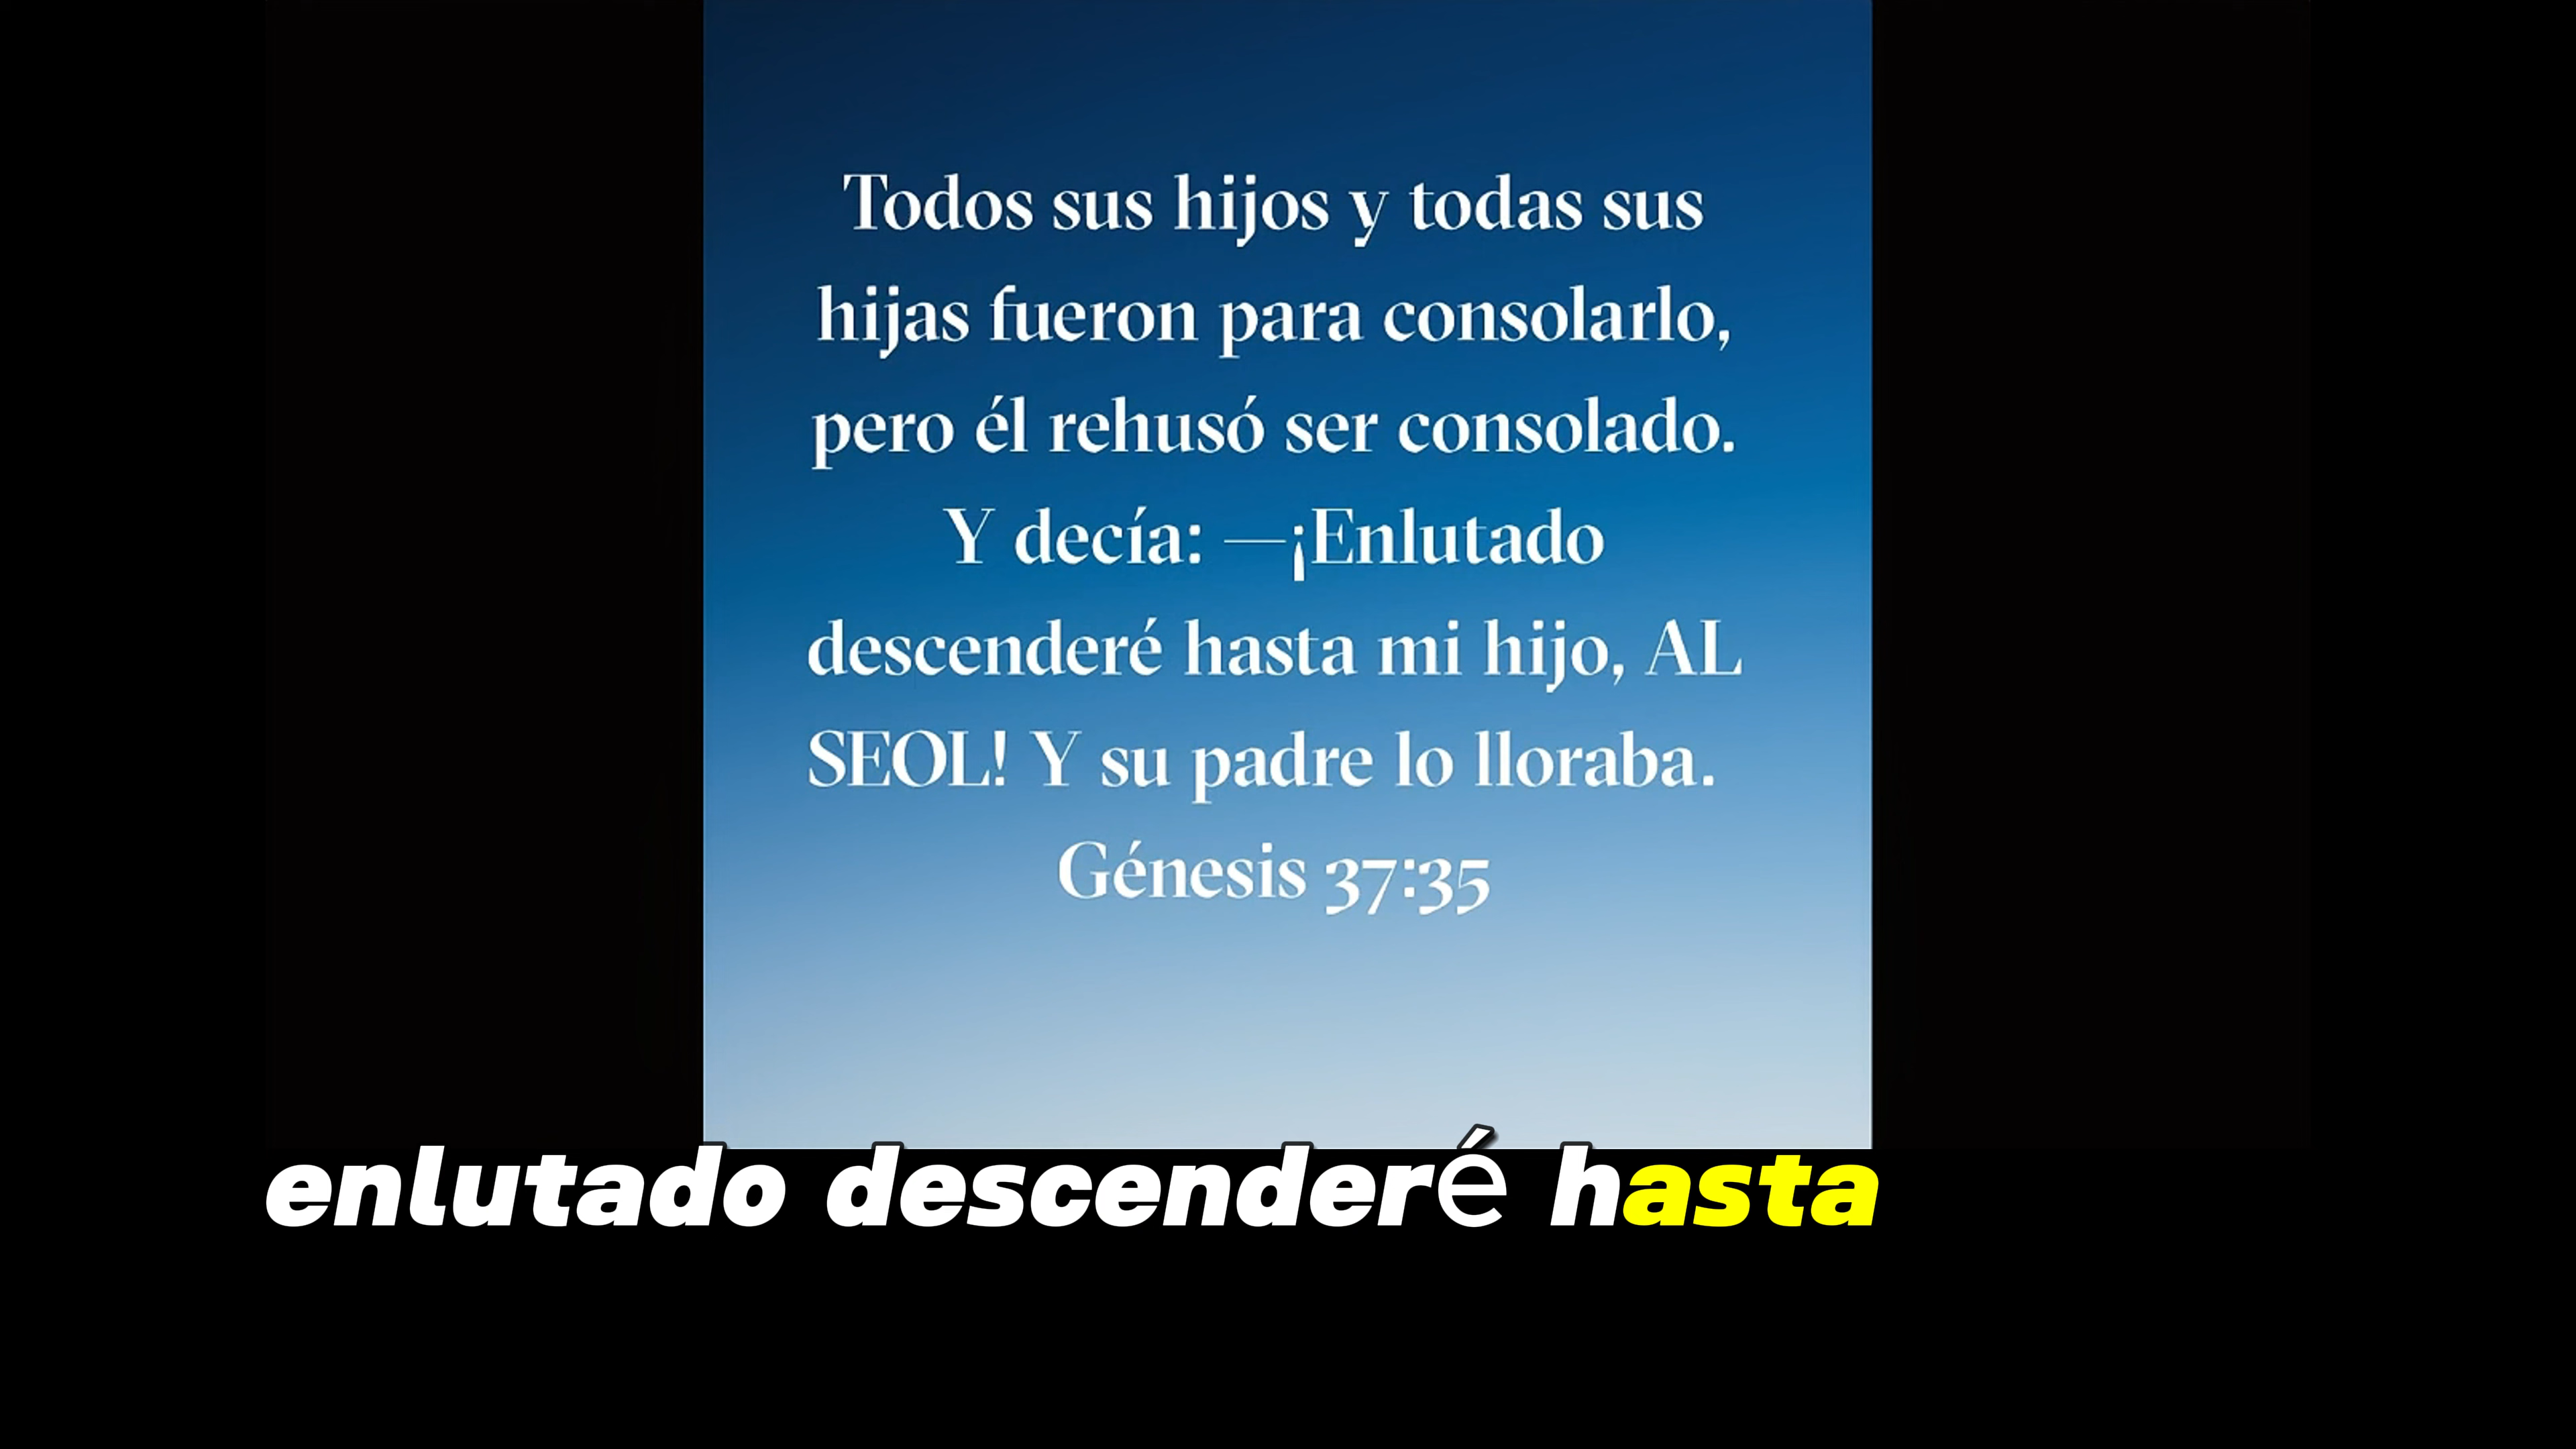 Todos sus hijos y todas sus
hijas fueron para consolarlo,
pero él rehusó ser consolado.
Y decía: —¡Enlutado
descenderé hasta mi hijo, AL
SEOL! Y su padre lo lloraba.
Génesis 37:35
enlutado descenderé hasta